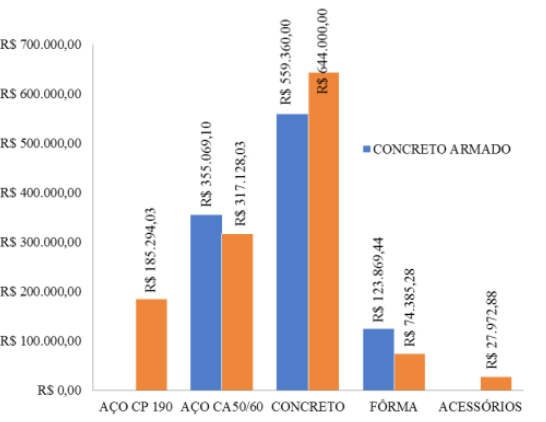 R$ 700.000,00
R$ 600.000,00
R$ 500.000,00
R$ 400.000,00
R$ 300.000,00
R$ 200.000,00
R$ 100.000,00
R$ 0,00
R$ 185.294,03
R$ 355.069,10
R$ 317.128,03
R$ 559.360,00
R$ 644.000,00
R$ 123.869,44
R$ 74.385,28
R$ 27.972,88
CONCRETO ARMADO
AÇO CP 190 AÇO CA50/60 CONCRETO FÔRMA ACESSÓRIOS